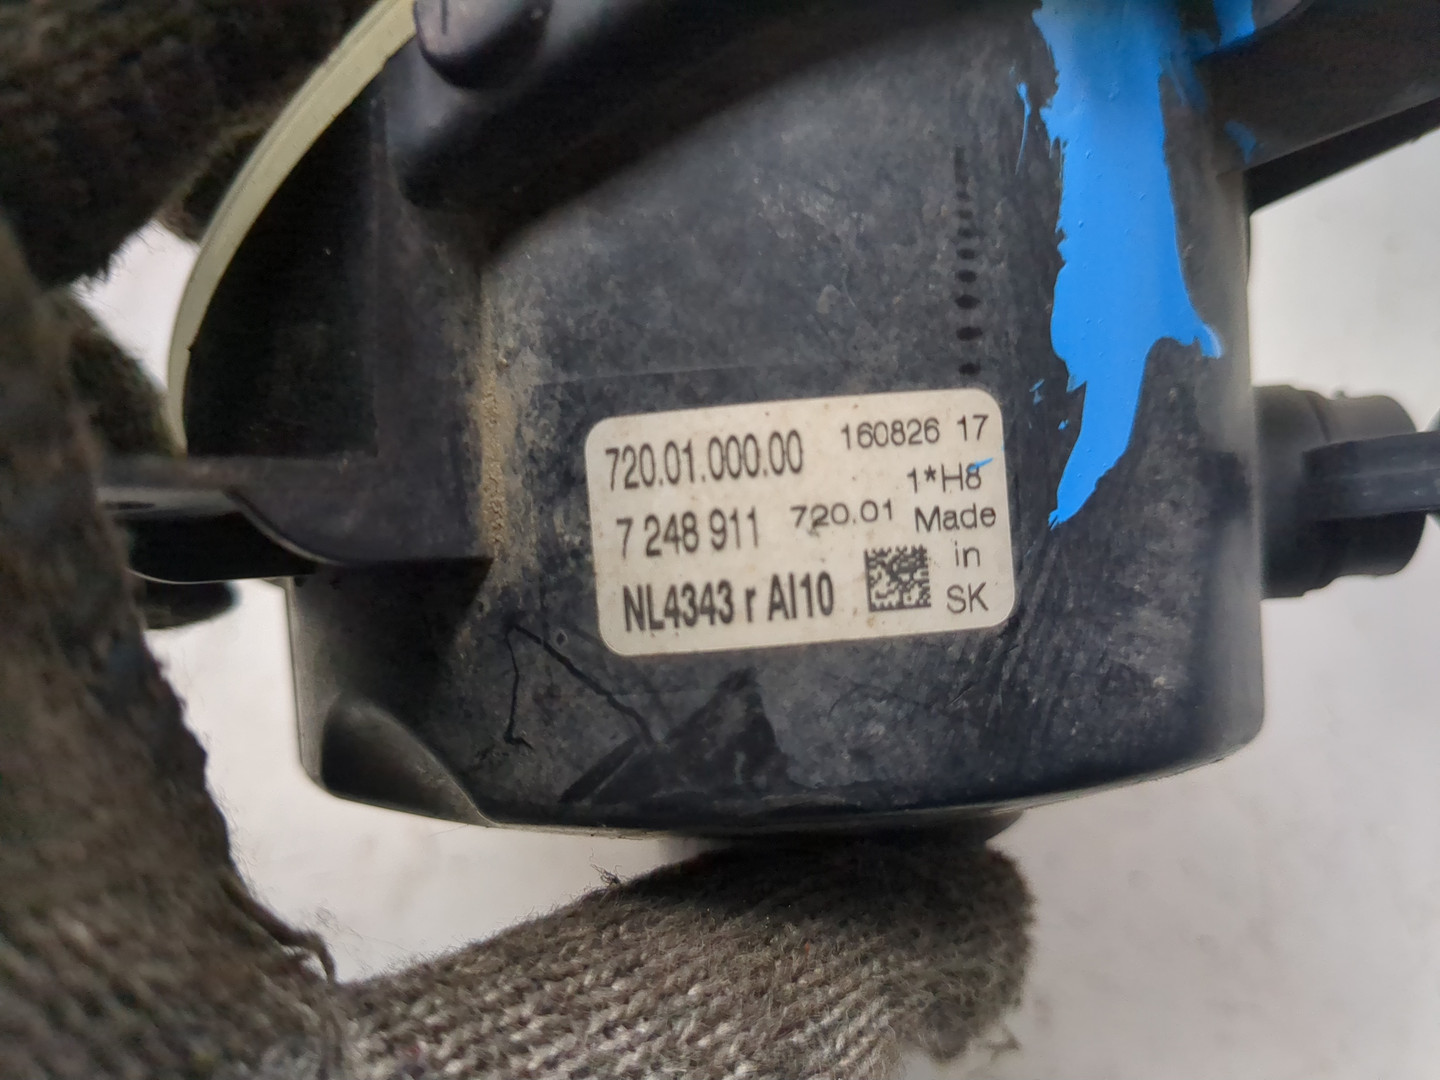 720.01.000.00 160826 17
1*H8
7 248 911 720.01 Made
in
NL4343 r AI10 SK